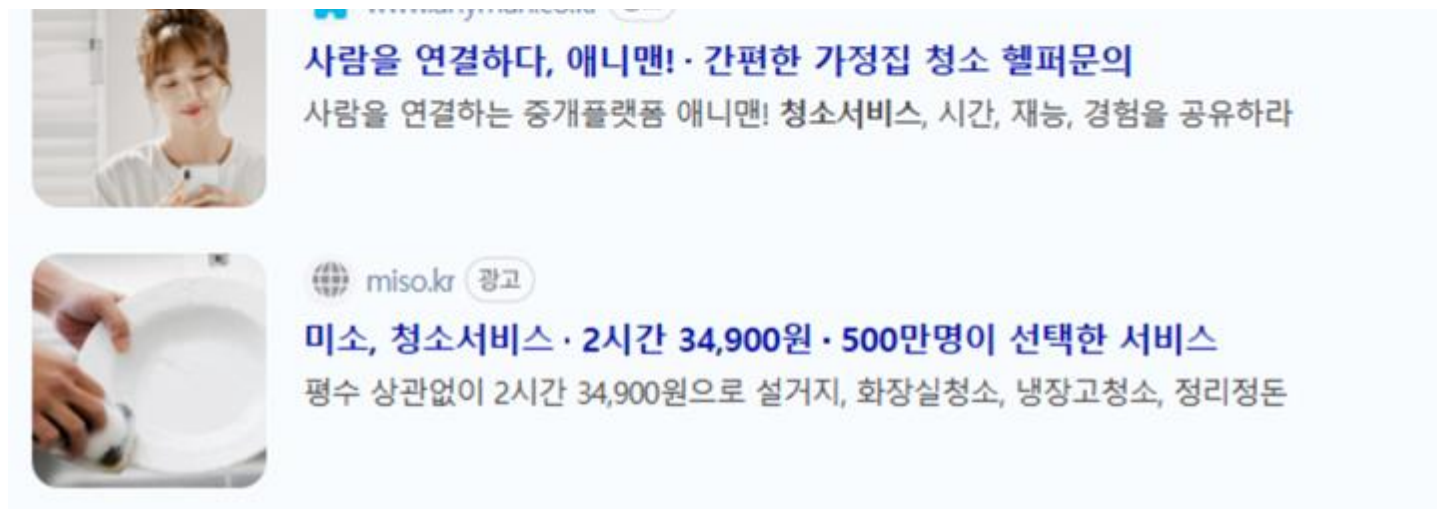 사람을 연결하다, 애니맨! · 간편한 가정집 청소 헬퍼문의
사람을 연결하는 중개플랫폼 애니맨! 청소서비스, 시간, 재능, 경험을 공유하라
miso.kr 광고
미소, 청소서비스 · 2시간 34,900원 · 500만명이 선택한 서비스
평수 상관없이 2시간 34,900원으로 설거지, 화장실청소, 냉장고청소, 정리정돈